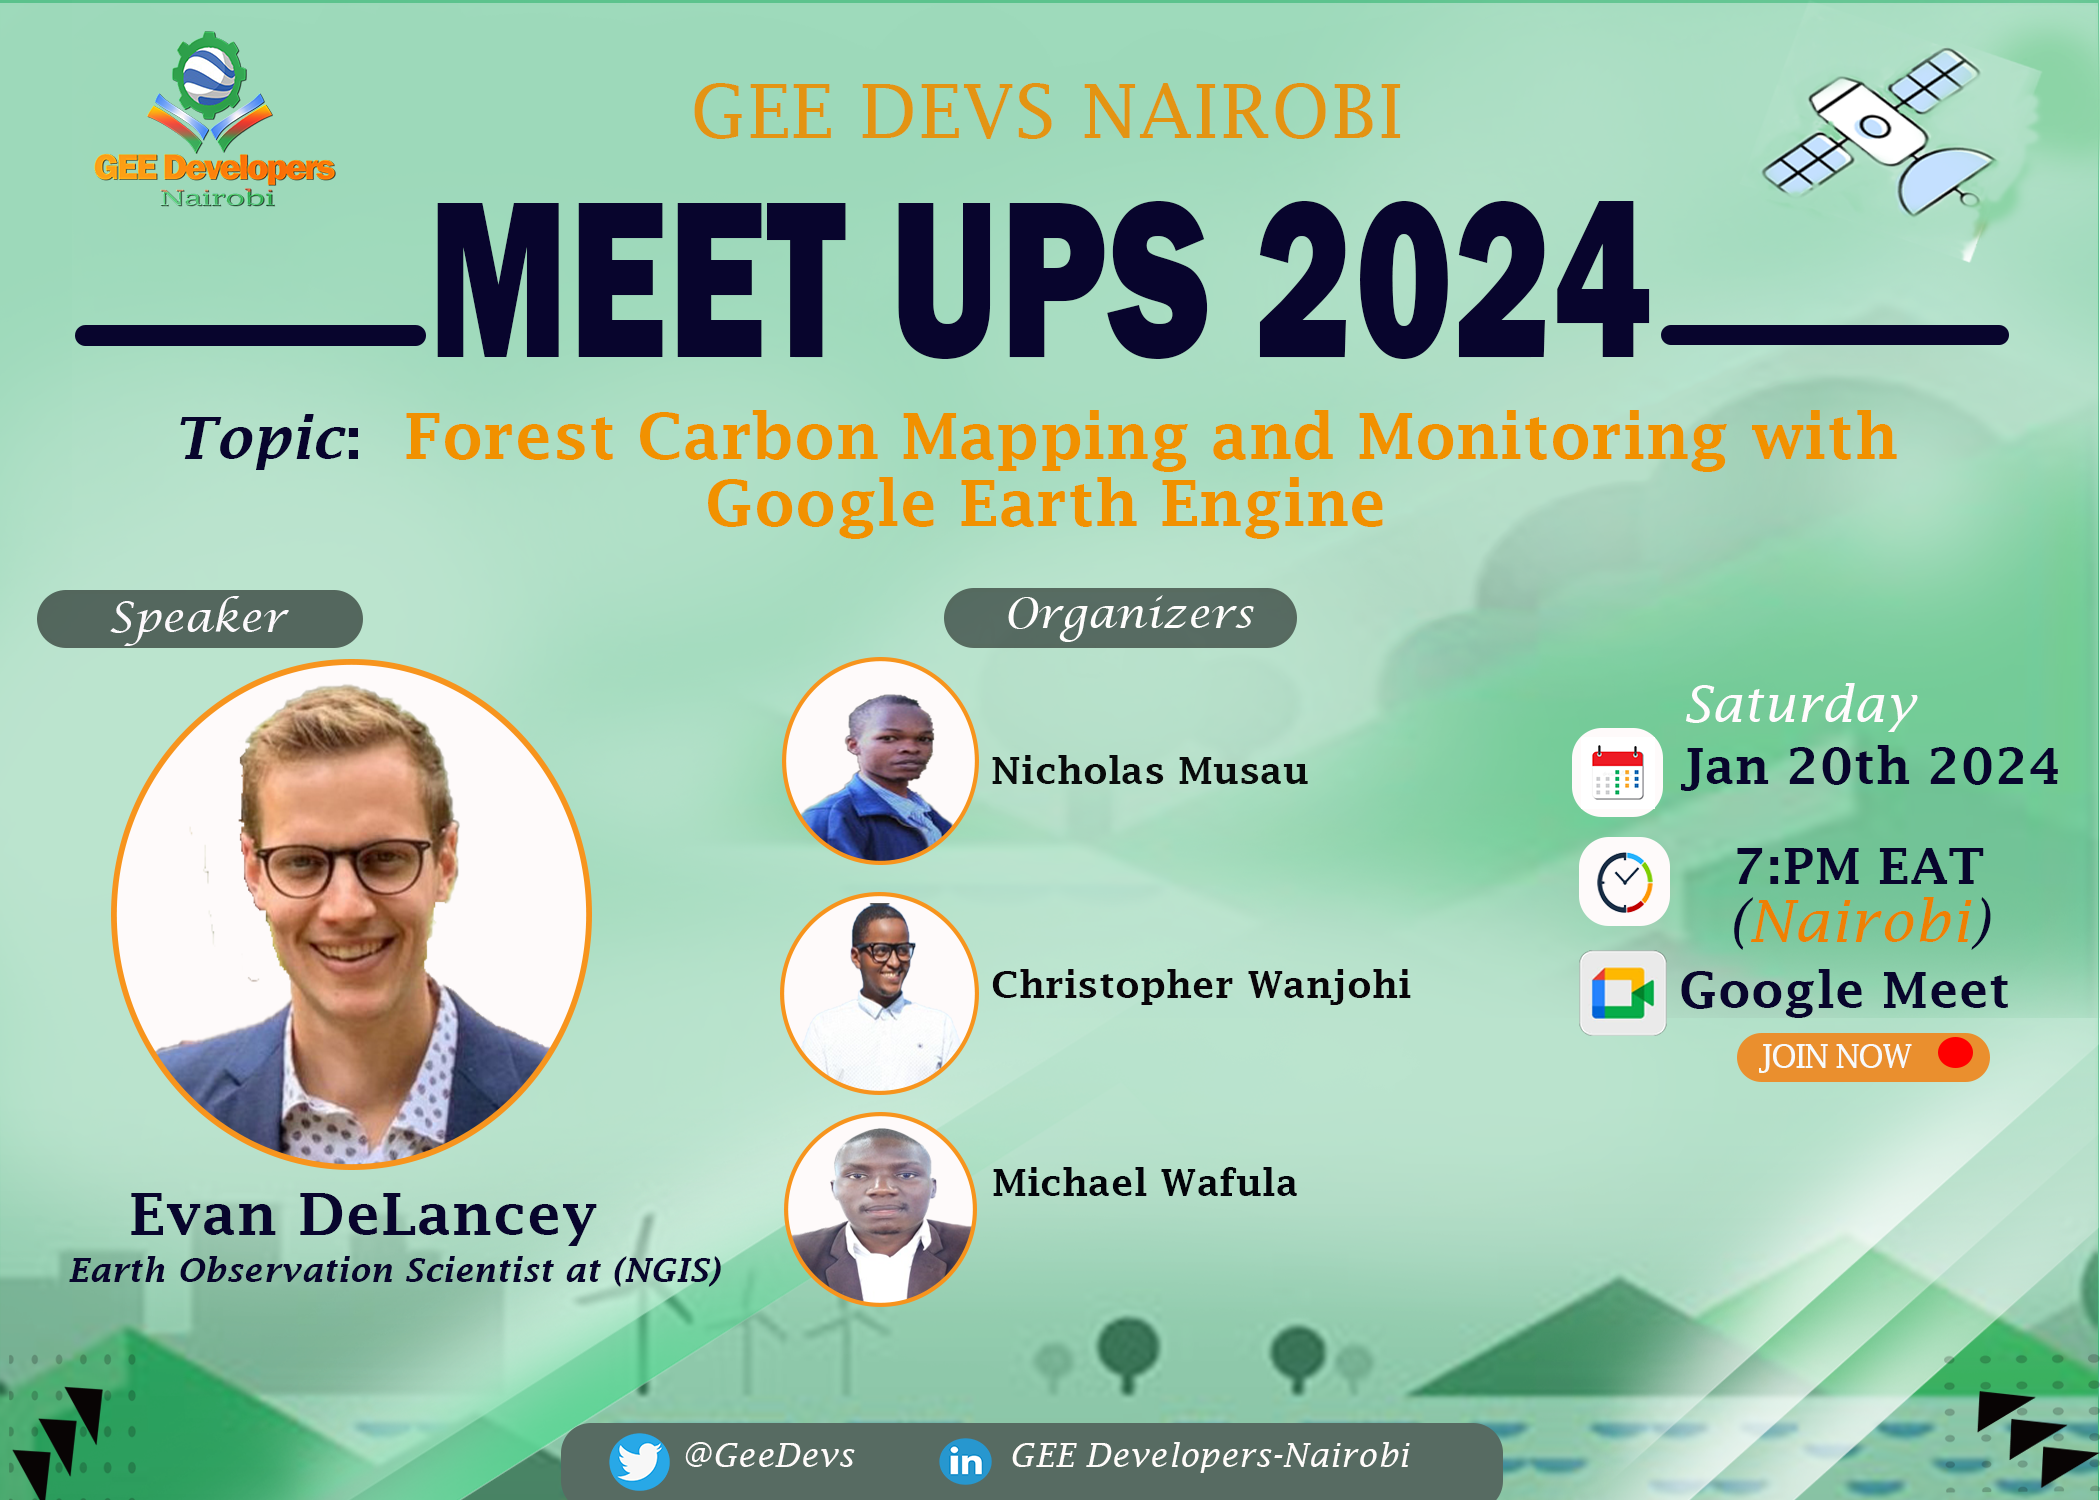 GEE Developers
Nairobi
GEE DEVS NAIROBI
MEET UPS 2024
Topic: Forest Carbon Mapping and Monitoring with
Google Earth Engine
Speaker
Evan DeLancey
Earth Observation Scientist at (NGIS)
Organizers
Nicholas Musau
Christopher Wanjohi
Michael Wafula
Saturday
Jan 20th 2024
7:PM EAT
(Nairobi)
Google Meet
JOIN NOW
@GeeDevs
in GEE Developers-Nairobi